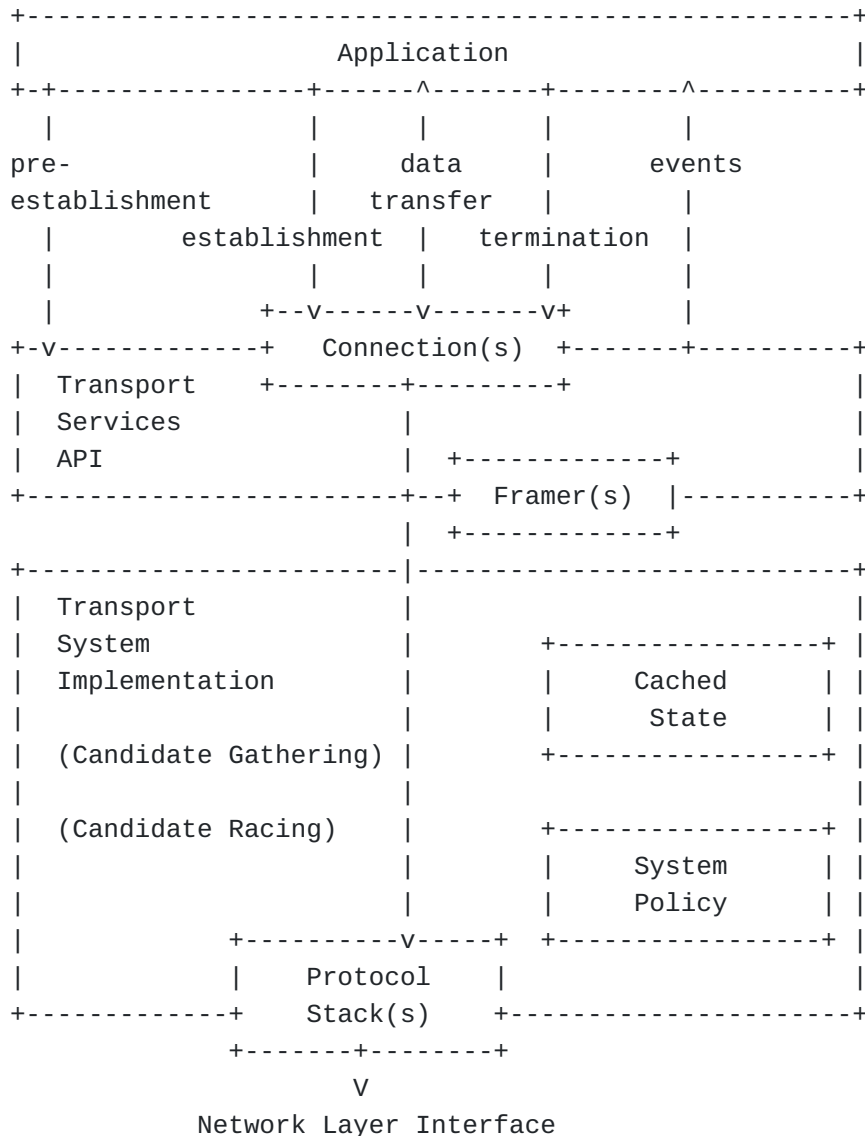 Application
pre-
data
events
establishment
transfer
establishment
termination
Connection(s)
Transport
Services
API
Framer(s)
Transport
System
Implementation
Cached
State
(Candidate Gathering)
(Candidate Racing)
System
Policy
Protocol
Stack(s)
Network Layer Interface